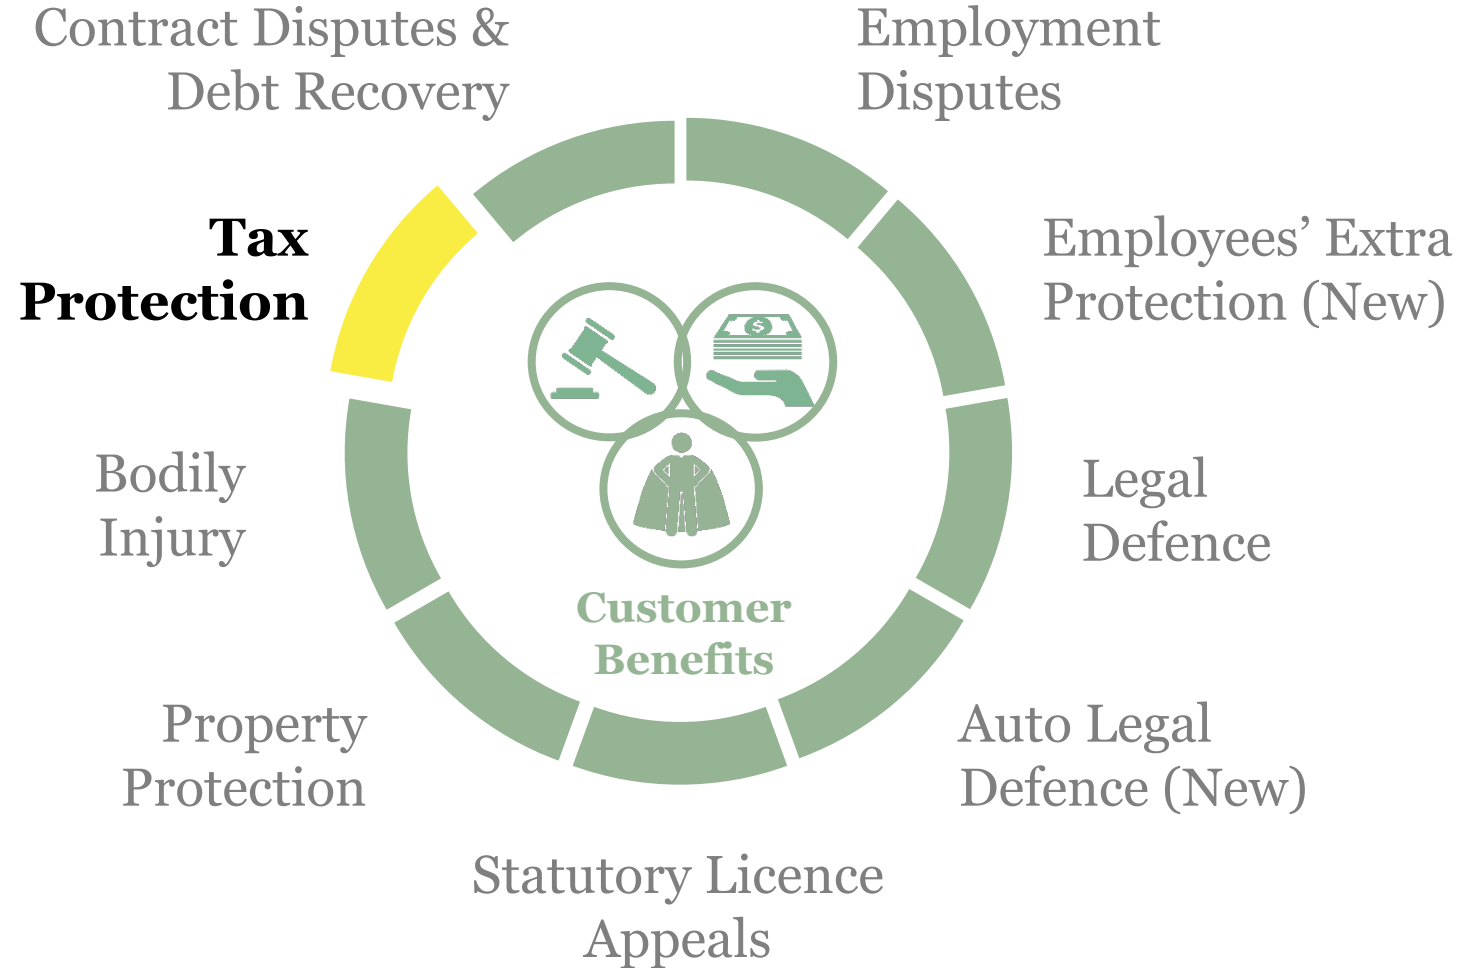 Contract Disputes &
Debt Recovery
Employment
Disputes
Tax
Protection
Employees’ Extra
Protection (New)
Bodily
Injury
Legal
Defence
Customer
Benefits
Property
Protection
Auto Legal
Defence (New)
Statutory Licence
Appeals
$